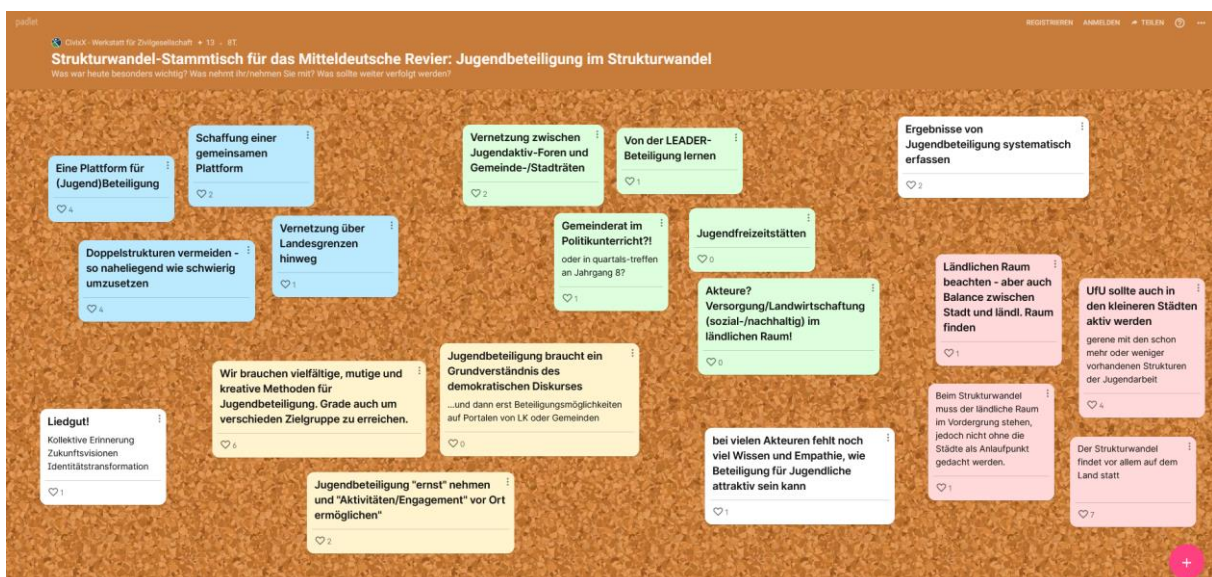 padlet
REGISTRIEREN ANMELDEN TEILEN
CivixX - Werkstatt für Zivilgesellschaft • 13 . 8T.
Strukturwandel-Stammtisch für das Mitteldeutsche Revier: Jugendbeteiligung im Strukturwandel
Was war heute besonders wichtig? Was nehmt ihr/nehmen Sie mit? Was sollte weiter verfolgt werden?
Eine Plattform für
(Jugend)Beteiligung
4
Schaffung einer
gemeinsamen
Plattform
2
Doppelstrukturen vermeiden -
so naheliegend wie schwierig
umzusetzen
4
Vernetzung über
Landesgrenzen
hinweg
1
Vernetzung zwischen
Jugendaktiv-Foren und
Gemeinde-/Stadträten
2
Von der LEADER-
Beteiligung lernen
1
Gemeinderat im
Politikunterricht?!
oder in quartals-treffen
an Jahrgang 8?
1
Jugendfreizeitstätten
0
Akteure?
Versorgung/Landwirtschaftung
(sozial-/nachhaltig) im
ländlichen Raum!
0
Ergebnisse von
Jugendbeteiligung systematisch
erfassen
2
Ländlichen Raum
beachten - aber auch
Balance zwischen
Stadt und ländl. Raum
finden
1
UfU sollte auch in
den kleineren Städten
aktiv werden
gerene mit den schon
mehr oder weniger
vorhandenen Strukturen
der Jugendarbeit
4
Beim Strukturwandel
muss der ländliche Raum
im Vordergrung stehen,
jedoch nicht ohne die
Städte als Anlaufpunkt
gedacht werden.
1
Der Strukturwandel
findet vor allem auf dem
Land statt
7
Liedgut!
Kollektive Erinnerung
Zukunftsvisionen
Identitätstransformation
1
Wir brauchen vielfältige, mutige und
kreative Methoden für
Jugendbeteiligung. Grade auch um
verschieden Zielgruppe zu erreichen.
6
Jugendbeteiligung braucht ein
Grundverständnis des
demokratischen Diskurses
...und dann erst Beteiligungsmöglichkeiten
auf Portalen von LK oder Gemeinden
0
Jugendbeteiligung "ernst" nehmen
und "Aktivitäten/Engagement" vor Ort
ermöglichen"
2
bei vielen Akteuren fehlt noch
viel Wissen und Empathie, wie
Beteiligung für Jugendliche
attraktiv sein kann
1